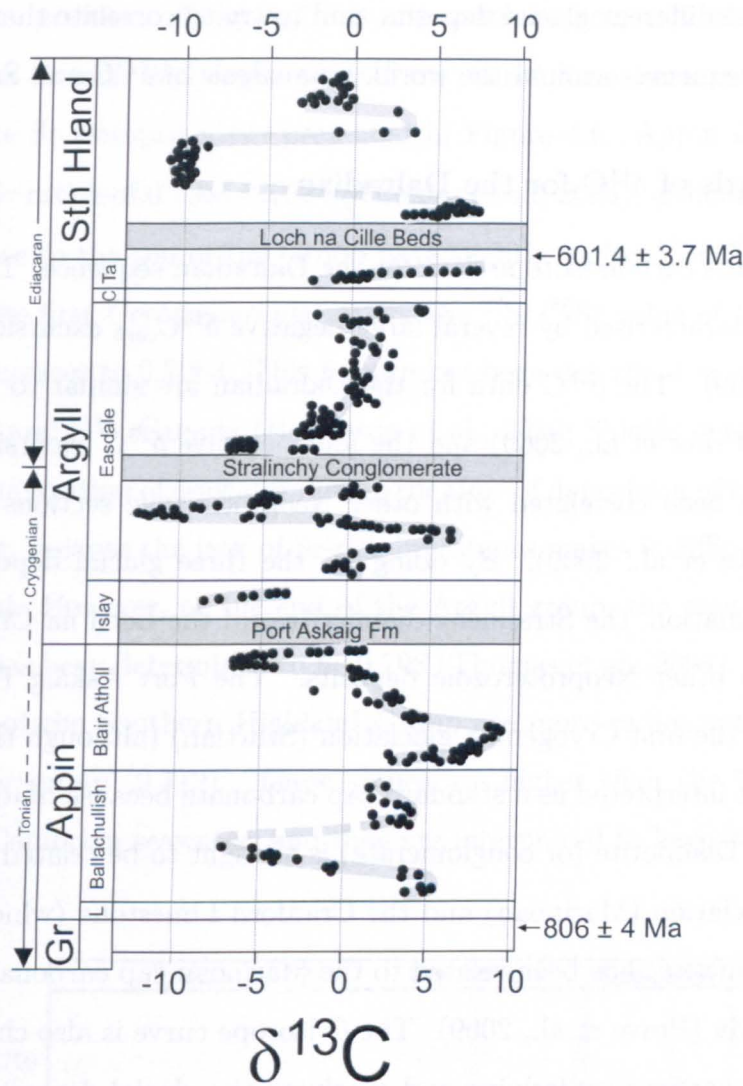 -10 -5 0 5 10
Sth Hland
Argyll
Gr Appin
Ediacaran
Cryogenian
Tonian
C Ta
Easdale
Islay
Blair Atholl
Ballachullish
Loch na Cille Beds
601.4 ± 3.7 Ma
Stralinchy Conglomerate
Port Askaig Fm
806 ± 4 Ma
-10 -5 0 5 10
δ13C